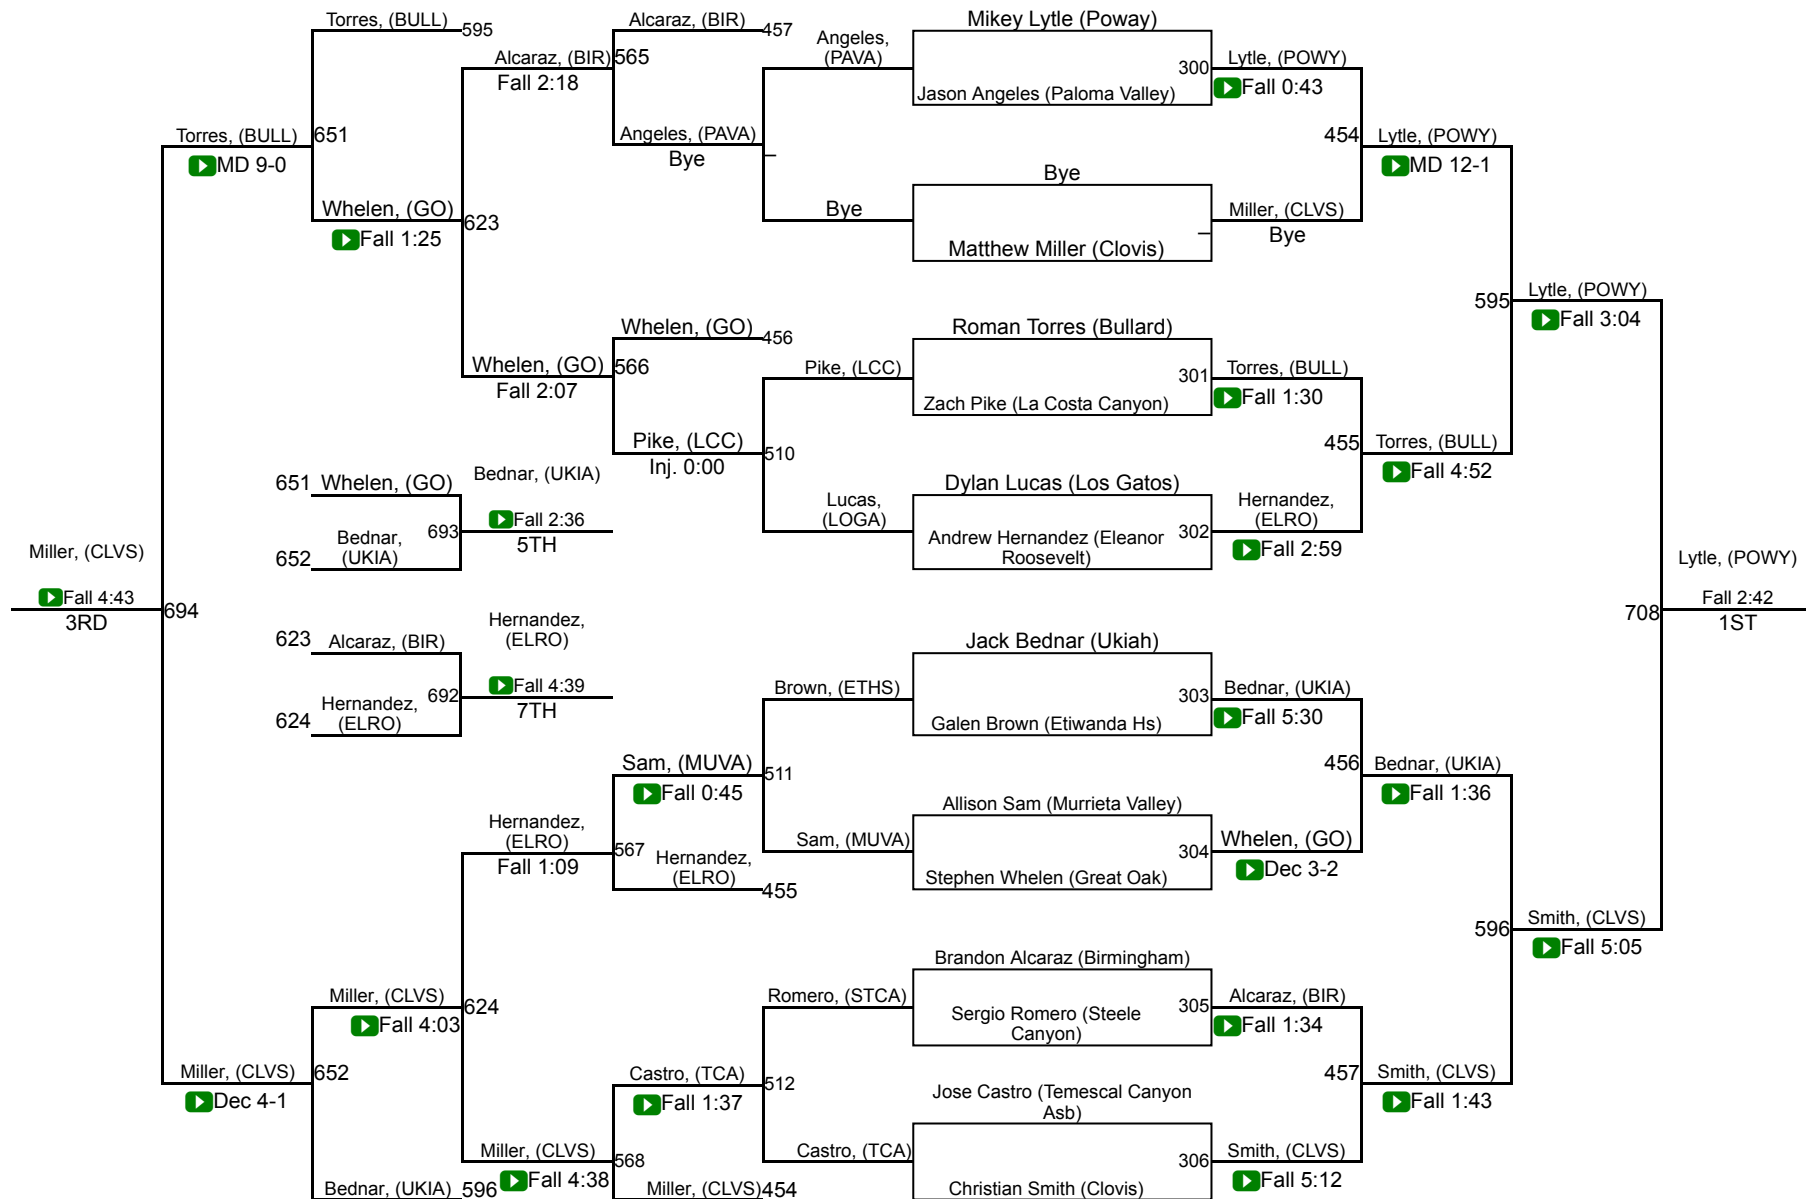 Torres, (BULL)
595
Alcaraz, (BIR)
457
Mikey Lytle (Poway)
Angeles,
(PAVA)
Alcaraz, (BIR)
565
Fall 2:18
300
Lytle, (POWY)
Jason Angeles (Paloma Valley)
Fall 0:43
Torres, (BULL)
651
Angeles, (PAVA)
454
Lytle, (POWY)
MD 9-0
Bye
MD 12-1
Bye
Whelen, (GO)
623
Bye
Miller, (CLVS)
Fall 1:25
Matthew Miller (Clovis)
Bye
595
Lytle, (POWY)
Fall 3:04
Whelen, (GO)
456
Roman Torres (Bullard)
Whelen, (GO)
566
Pike, (LCC)
301
Torres, (BULL)
Fall 2:07
Zach Pike (La Costa Canyon)
Fall 1:30
Pike, (LCC)
510
455
Torres, (BULL)
Inj. 0:00
Fall 4:52
651
Whelen, (GO)
Bednar, (UKIA)
Dylan Lucas (Los Gatos)
Lucas,
(LOGA)
Hernandez,
(ELRO)
693
Fall 2:36
5TH
652
Bednar,
(UKIA)
Andrew Hernandez (Eleanor
Roosevelt)
302
Fall 2:59
Miller, (CLVS)
Fall 4:43
3RD
694
Lytle, (POWY)
708
Fall 2:42
1ST
623
Alcaraz, (BIR)
Hernandez,
(ELRO)
692
Fall 4:39
7TH
624
Hernandez,
(ELRO)
Jack Bednar (Ukiah)
Brown, (ETHS)
303
Bednar, (UKIA)
Galen Brown (Etiwanda Hs)
Fall 5:30
Sam, (MUVA)
511
456
Bednar, (UKIA)
Fall 0:45
Fall 1:36
Allison Sam (Murrieta Valley)
Hernandez,
(ELRO)
567
Fall 1:09
Sam, (MUVA)
304
Whelen, (GO)
Hernandez,
(ELRO)
455
Stephen Whelen (Great Oak)
Dec 3-2
596
Smith, (CLVS)
Fall 5:05
Brandon Alcaraz (Birmingham)
Miller, (CLVS)
624
Romero, (STCA)
305
Alcaraz, (BIR)
Fall 4:03
Sergio Romero (Steele
Canyon)
Fall 1:34
Miller, (CLVS)
652
Castro, (TCA)
512
457
Smith, (CLVS)
Dec 4-1
Fall 1:37
Fall 1:43
Jose Castro (Temescal Canyon
Asb)
Miller, (CLVS)
568
Castro, (TCA)
306
Smith, (CLVS)
Bednar, (UKIA)
596
Fall 4:38
Miller, (CLVS)
454
Christian Smith (Clovis)
Fall 5:12